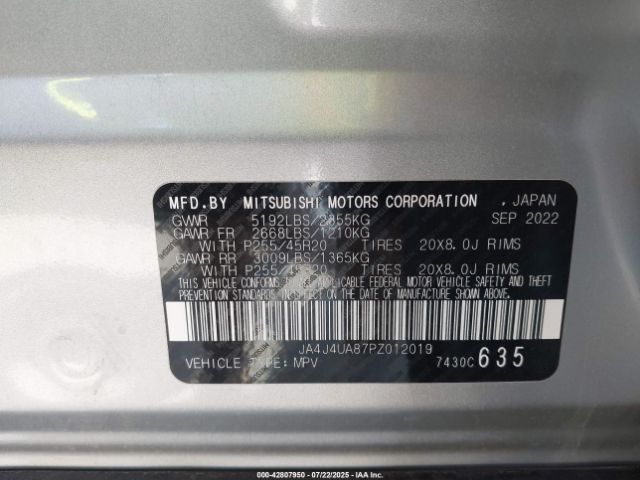 MFD.BY MITSUBISHI MOTORS CORPORATION , JAPAN
GVWR 5192LBS/2355KG SEP 2022
GAWR FR 2668LBS/1210KG
WITH P255/45R20 TIRES 20X8.0J RIMS
GAWR RR 3009LBS/1365KG
WITH P255/45R20 TIRES 20X8.0J RIMS
THIS VEHICLE CONFORMS TO ALL APPLICABLE FEDERAL MOTOR VEHICLE SAFETY AND THEFT
PREVENTION STANDARDS IN EFFECT ON THE DATE OF MANUFACTURE SHOWN ABOVE.
JA4J4UA87PZ012019
VEHICLE TYPE: MPV 7430C 635
000-42807950 - 07/22/2025 - IAA Inc.